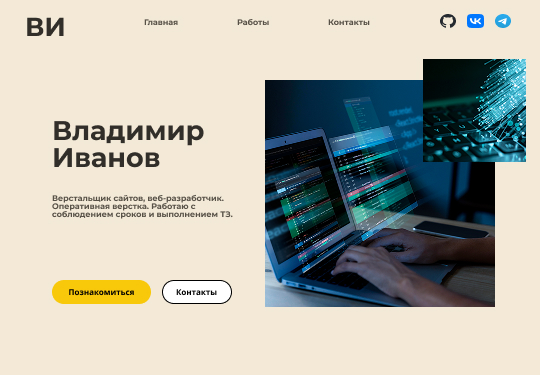 ВИ
Главная
Работы
Контакты
Владимир
Иванов
Верстальщик сайтов, веб-разработчик.
Оперативная верстка. Работаю с
соблюдением сроков и выполнением ТЗ.
Познакомиться
Контакты